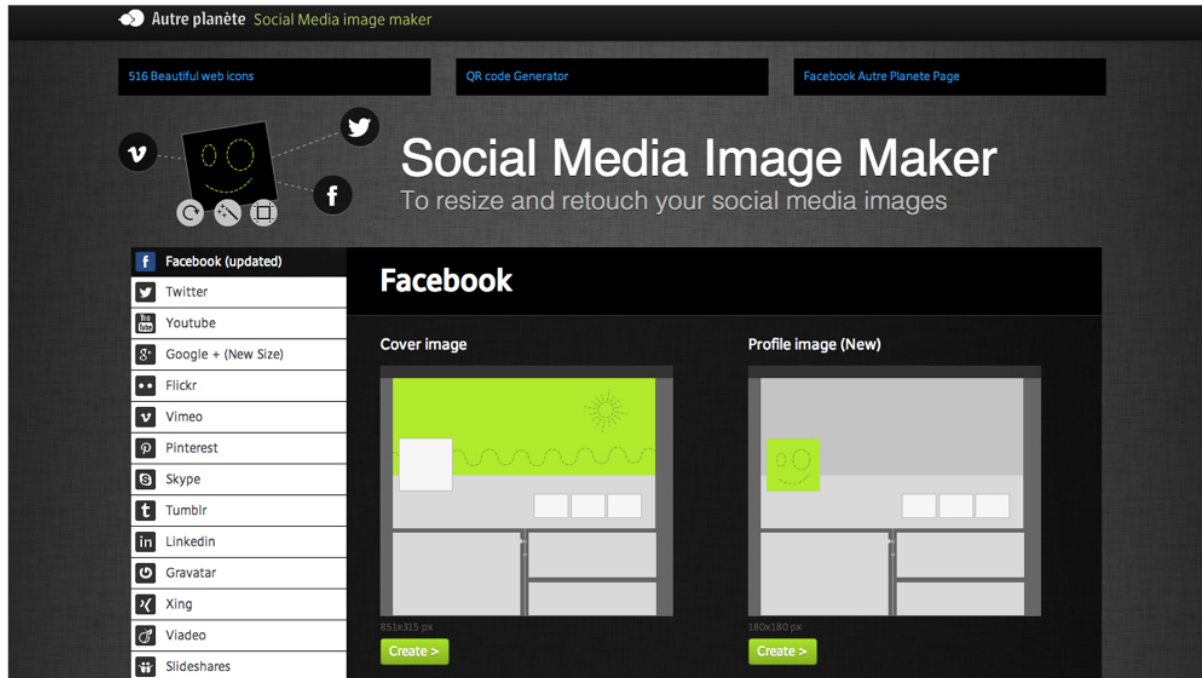 Autre planète Social Media image maker
516 Beautiful web icons
QR code Generator
Facebook Autre Planete Page
Social Media Image Maker
To resize and retouch your social media images
Facebook (updated)
Twitter
Youtube
Google + (New Size)
Flickr
Vimeo
Pinterest
Skype
Tumblr
Linkedin
Gravatar
Xing
Viadeo
Slideshares
Facebook
Cover image
Profile image (New)
851x315 px
180x180 px
Create >
Create >